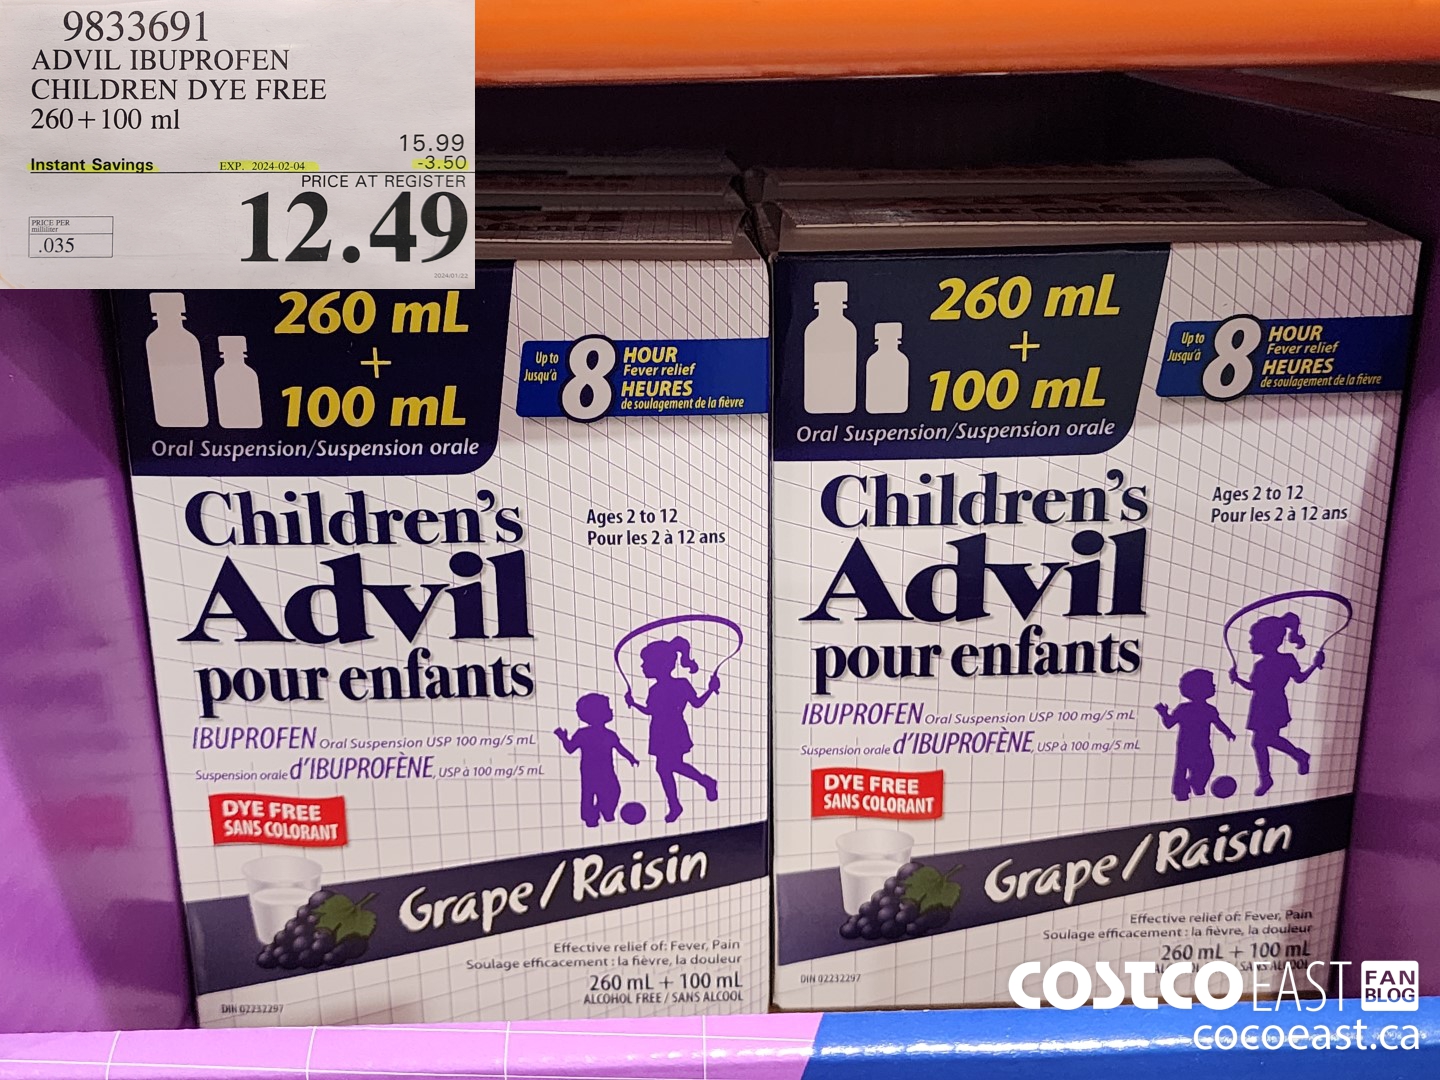 9833691
ADVIL IBUPROFEN
CHILDREN DYE FREE
260+100 ml
15.99
Instant Savings EXP. 2024-02-04 -3.50
PRICE AT REGISTER
12.49
PRICE PER
milliliter
.035
2024/01/22
260 mL
+
100 mL
Oral Suspension/Suspension orale
Up to
Jusqu'à
8
HOUR
Fever relief
HEURES
de soulagement de la fièvre
Children's
Advil
pour enfants
Ages 2 to 12
Pour les 2 à 12 ans
IBUPROFEN Oral Suspension USP 100 mg/5 mL
Suspension orale d'IBUPROFÈNE, USP à 100 mg/5 mL
DYE FREE
SANS COLORANT
Grape/Raisin
Effective relief of: Fever, Pain
Soulage efficacement : la fièvre, la douleur
260 mL + 100 mL
ALCOHOL FREE / SANS ALCOOL
DIN 02232297
260 mL
+
100 mL
Oral Suspension/Suspension orale
Up to
Jusqu'à
8
HOUR
Fever relief
HEURES
de soulagement de la fièvre
Children's
Advil
pour enfants
Ages 2 to 12
Pour les 2 à 12 ans
IBUPROFEN Oral Suspension USP 100 mg/5 mL
Suspension orale d'IBUPROFÈNE, USP à 100 mg/5 mL
DYE FREE
SANS COLORANT
Grape/Raisin
Effective relief of: Fever, Pain
Soulage efficacement : la fièvre, la douleur
260 mL + 100 mL
DIN 02232297
COSTCO EAST FAN BLOG
cocoeast.ca